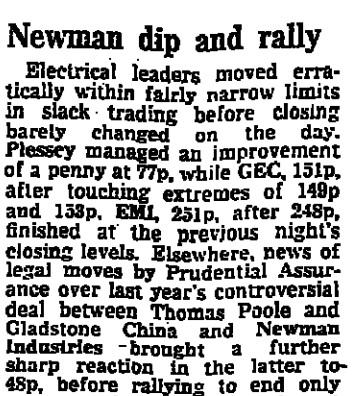 Newman dip and rally
Electrical leaders moved erra-
tically within fairly narrow limits
in slack trading before closing
barely changed on the day.
Plessey managed an improvement
of a penny at 77p, while GEC, 151p,
after touching extremes of 149p
and 153p, EMI, 251p, after 248p,
finished at the previous night's
closing levels. Elsewhere, news of
legal moves by Prudential Assur-
ance over last year's controversial
deal between Thomas Poole and
Gladstone China and Newman
Industries brought a further
sharp reaction in the latter to
48p, before rallying to end only